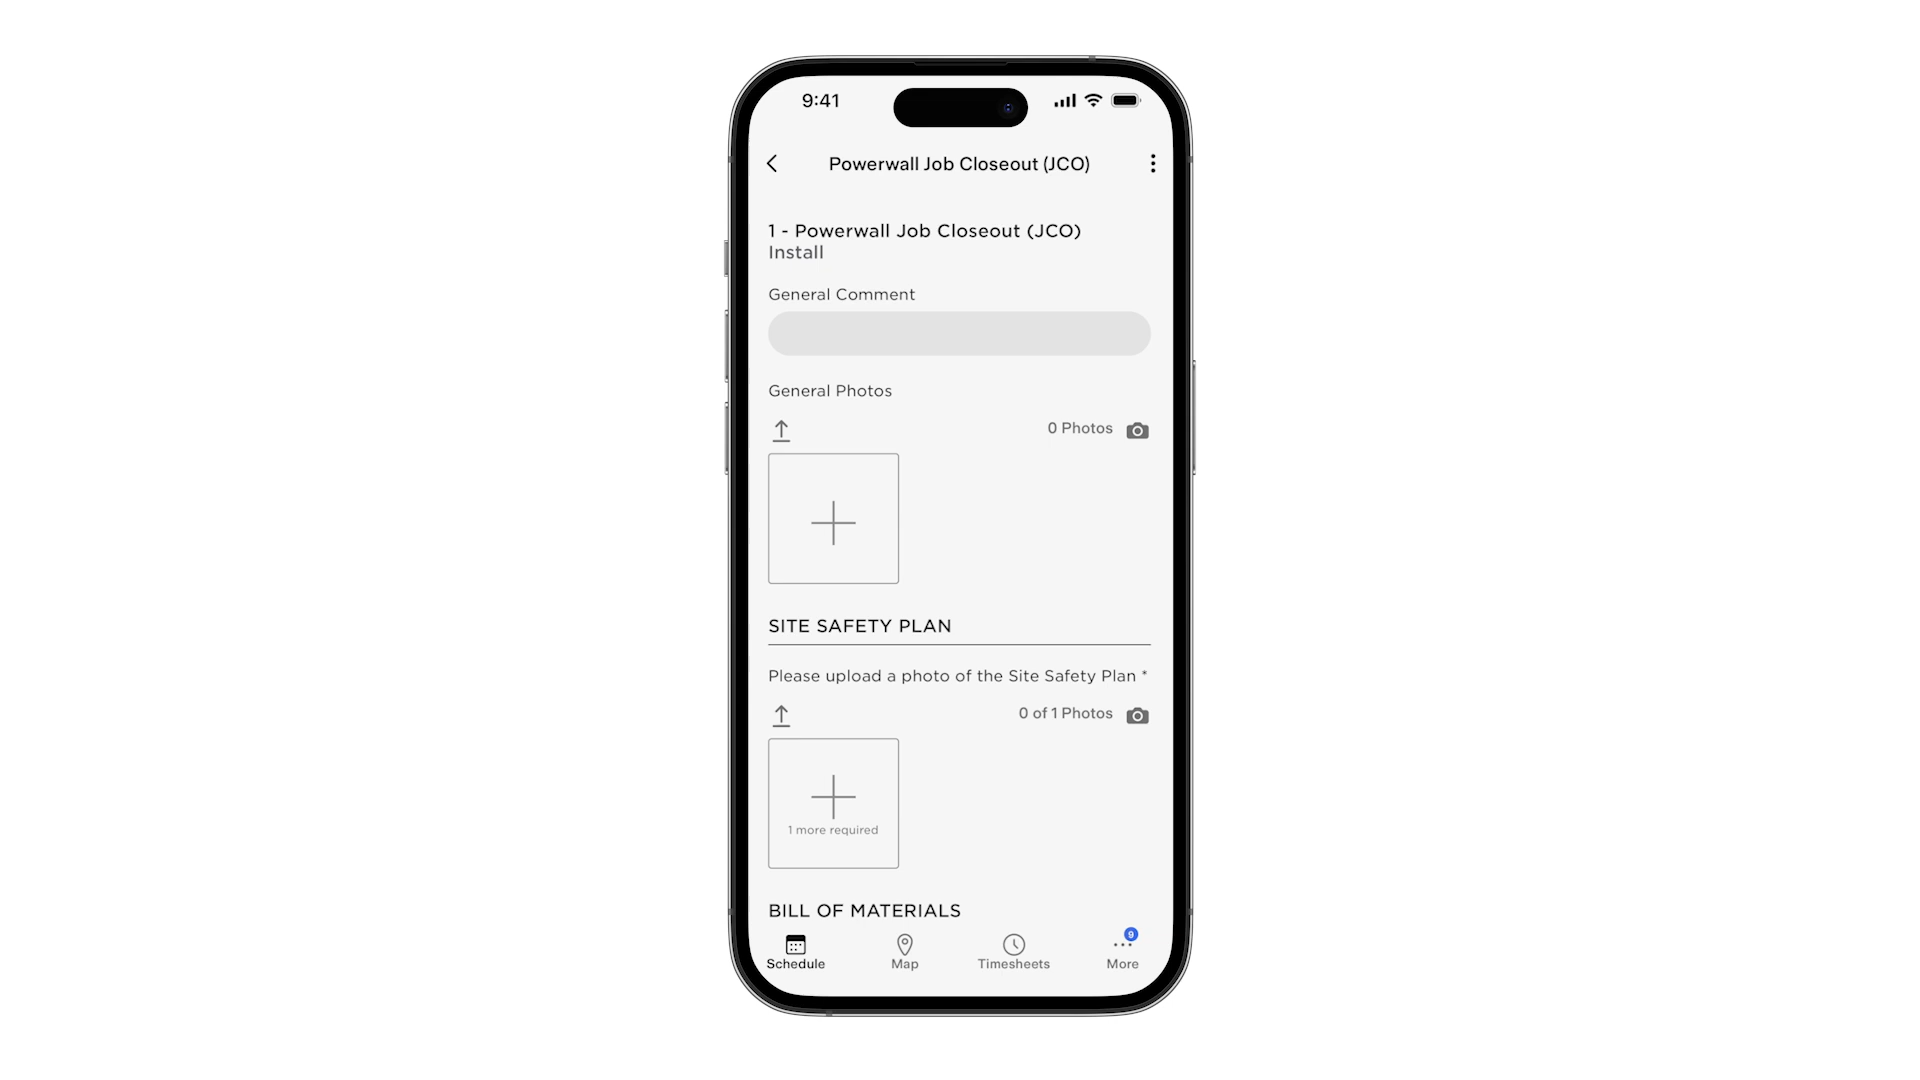 9:41
Powerwall Job Closeout (JCO)
1 - Powerwall Job Closeout (JCO)
Install
General Comment
General Photos
0 Photos
SITE SAFETY PLAN
Please upload a photo of the Site Safety Plan *
0 of 1 Photos
1 more required
BILL OF MATERIALS
9
Schedule Map Timesheets More